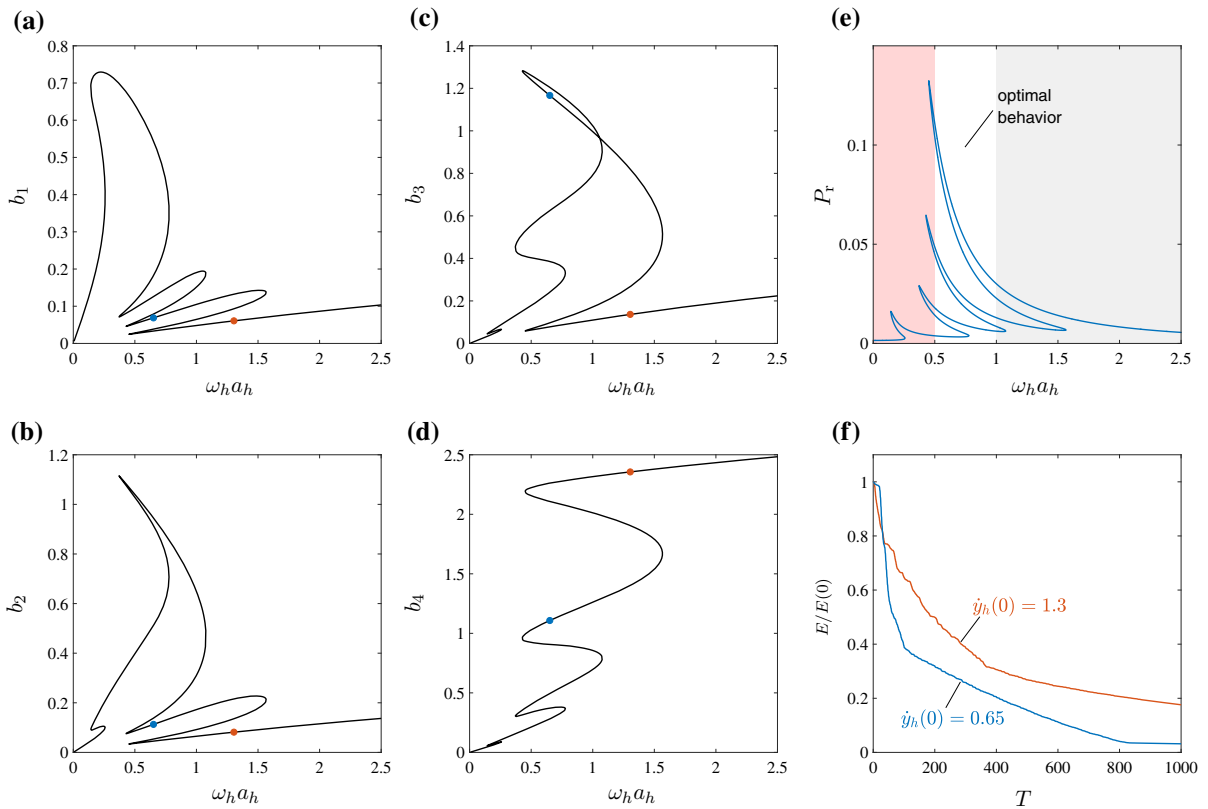 (a)
0.8
0.7
0.6
0.5
0.4
0.3
0.2
0.1
0
b₁
0 0.5 1 1.5 2 2.5
ωₕaₕ
(c)
1.4
1.2
1
0.8
0.6
0.4
0.2
0
b₃
0 0.5 1 1.5 2 2.5
ωₕaₕ
(e)
optimal
behavior
0.1
0.05
0
Pᵣ
0 0.5 1 1.5 2 2.5
ωₕaₕ
(b)
1.2
1
0.8
0.6
0.4
0.2
0
b₂
0 0.5 1 1.5 2 2.5
ωₕaₕ
(d)
2.5
2
1.5
1
0.5
0
b₄
0 0.5 1 1.5 2 2.5
ωₕaₕ
(f)
1
0.8
0.6
0.4
0.2
0
E/E(0)
ẏₕ(0) = 1.3
ẏₕ(0) = 0.65
0 200 400 600 800 1000
T